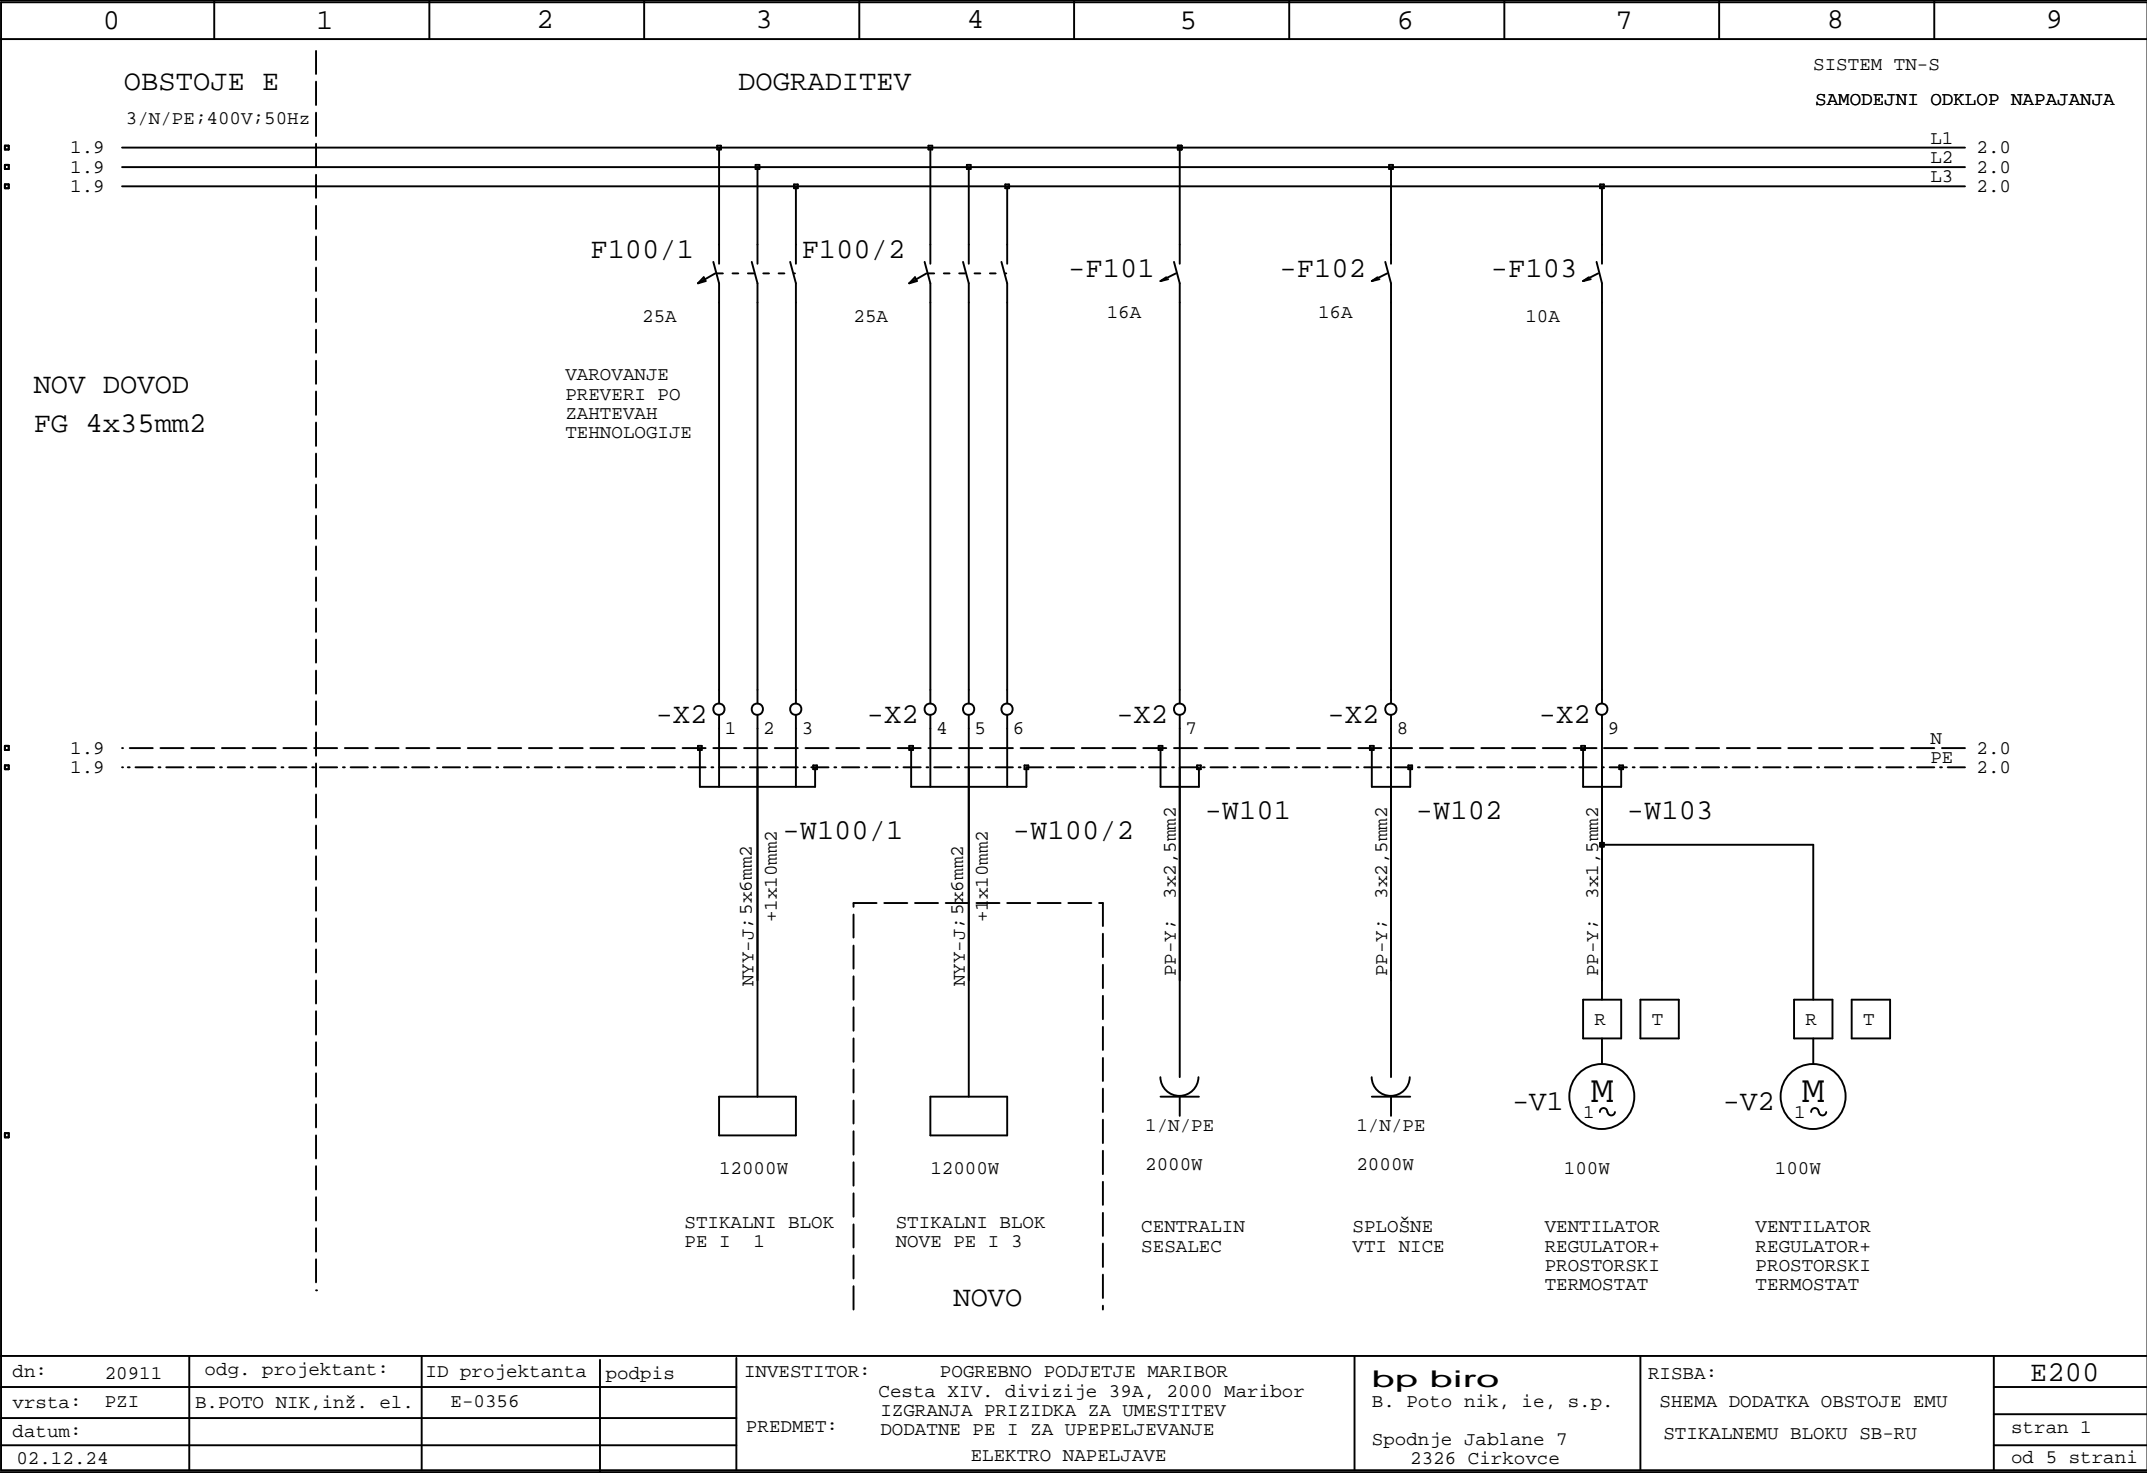 0 1 2 3 4 5 6 7 8 9
OBSTOJE E
DOGRADITEV
SISTEM TN-S
SAMODEJNI ODKLOP NAPAJANJA
3/N/PE;400V;50Hz
1.9 L1 2.0
1.9 L2 2.0
1.9 L3 2.0
F100/1 F100/2 -F101 -F102 -F103
25A 25A 16A 16A 10A
VAROVANJE
PREVERI PO
ZAHTEVAH
TEHNOLOGIJE
NOV DOVOD
FG 4x35mm2
-X2 1 2 3 -X2 4 5 6 -X2 7 -X2 8 -X2 9
1.9 N 2.0
1.9 PE 2.0
-W100/1 -W100/2 -W101 -W102 -W103
NYY-J; 5x6mm2
+1x10mm2
NYY-J; 5x6mm2
+1x10mm2
PP-Y; 3x2,5mm2
PP-Y; 3x2,5mm2
PP-Y; 3x1,5mm2
R T R T
-V1 M 1 -V2 M 1
1/N/PE 1/N/PE
12000W 12000W 2000W 2000W 100W 100W
STIKALNI BLOK
PE I 1
STIKALNI BLOK
NOVE PE I 3
NOVO
CENTRALIN
SESALEC
SPLOŠNE
VTI NICE
VENTILATOR
REGULATOR+
PROSTORSKI
TERMOSTAT
VENTILATOR
REGULATOR+
PROSTORSKI
TERMOSTAT
dn: 20911
vrsta: PZI
datum:
02.12.24
odg. projektant:
B.POTO NIK,inž. el.
ID projektanta
E-0356
podpis
INVESTITOR: POGREBNO PODJETJE MARIBOR
Cesta XIV. divizije 39A, 2000 Maribor
IZGRANJA PRIZIDKA ZA UMESTITEV
PREDMET: DODATNE PE I ZA UPEPELJEVANJE
ELEKTRO NAPELJAVE
bp biro
B. Poto nik, ie, s.p.
Spodnje Jablane 7
2326 Cirkovce
RISBA:
SHEMA DODATKA OBSTOJE EMU
STIKALNEMU BLOKU SB-RU
E200
stran 1
od 5 strani